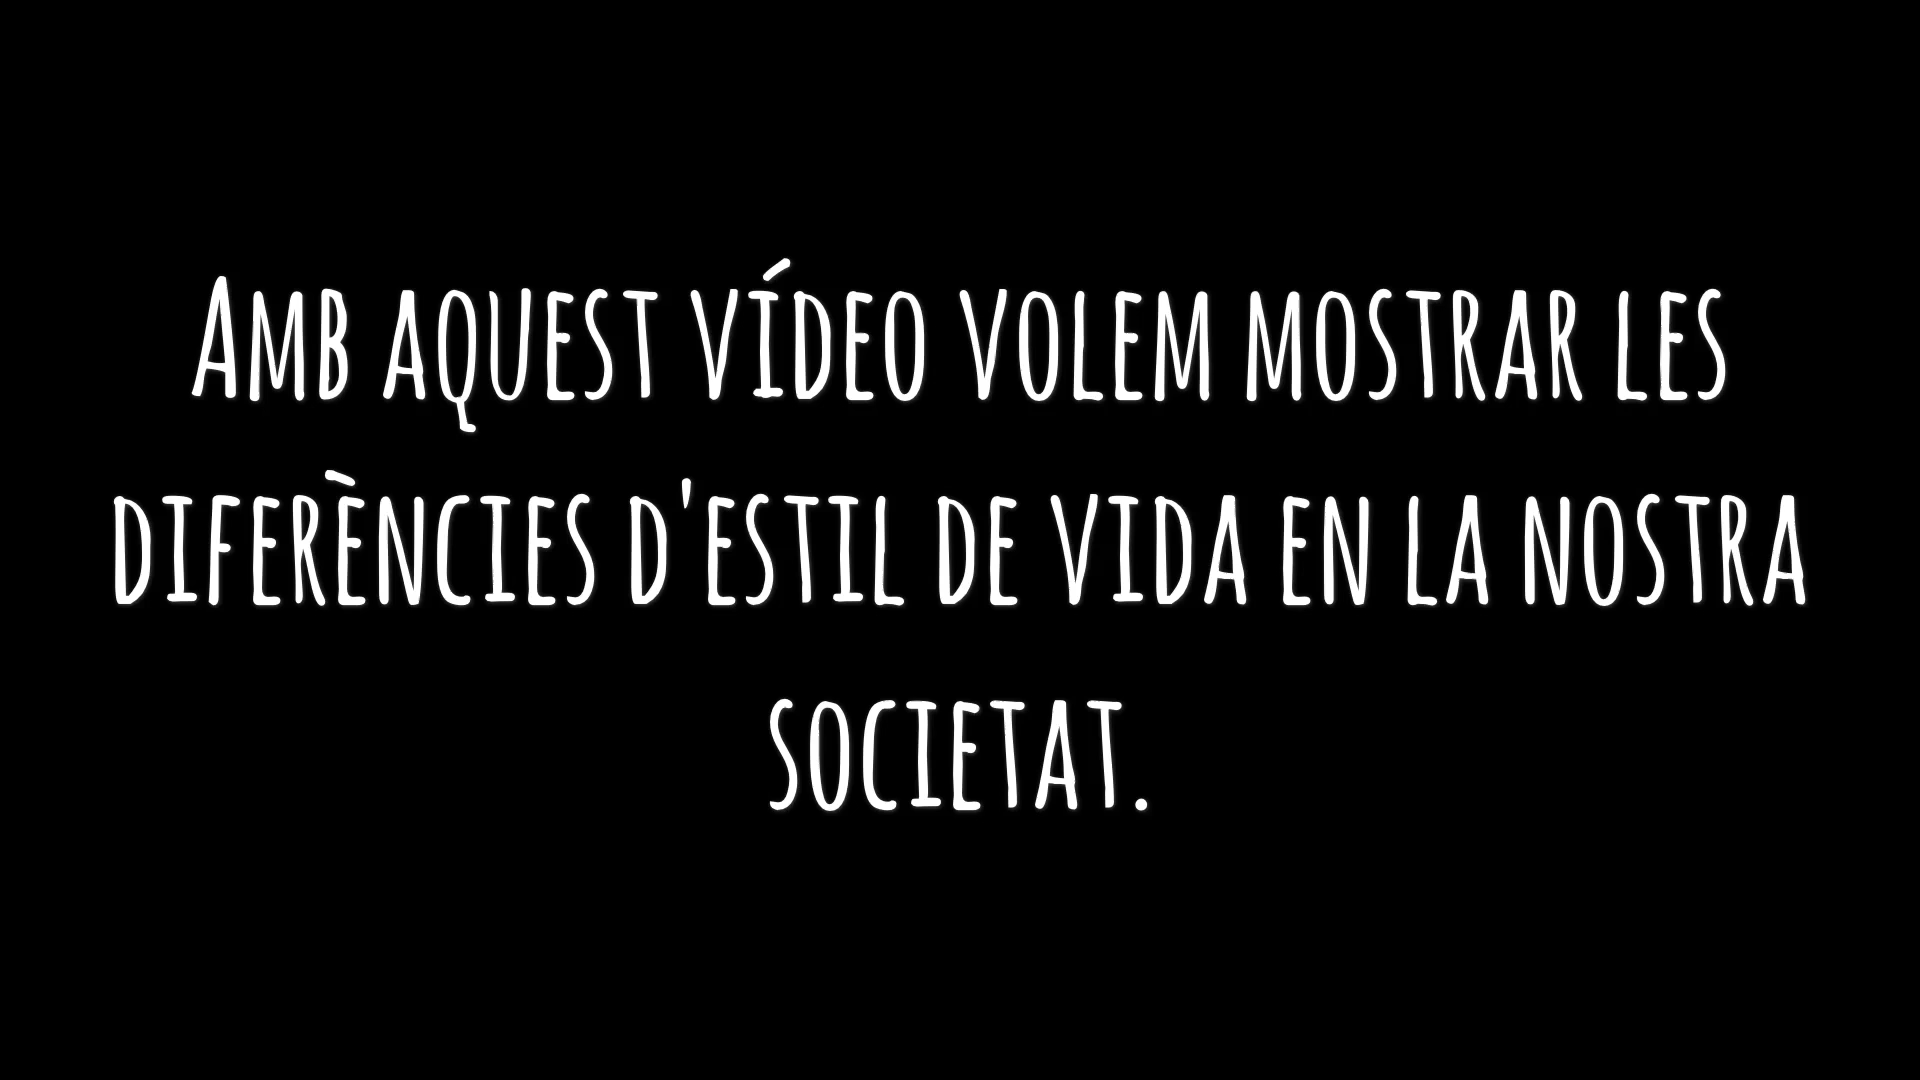 Amb aquest vídeo volem mostrar les
diferències d'estil de vida en la nostra
societat.